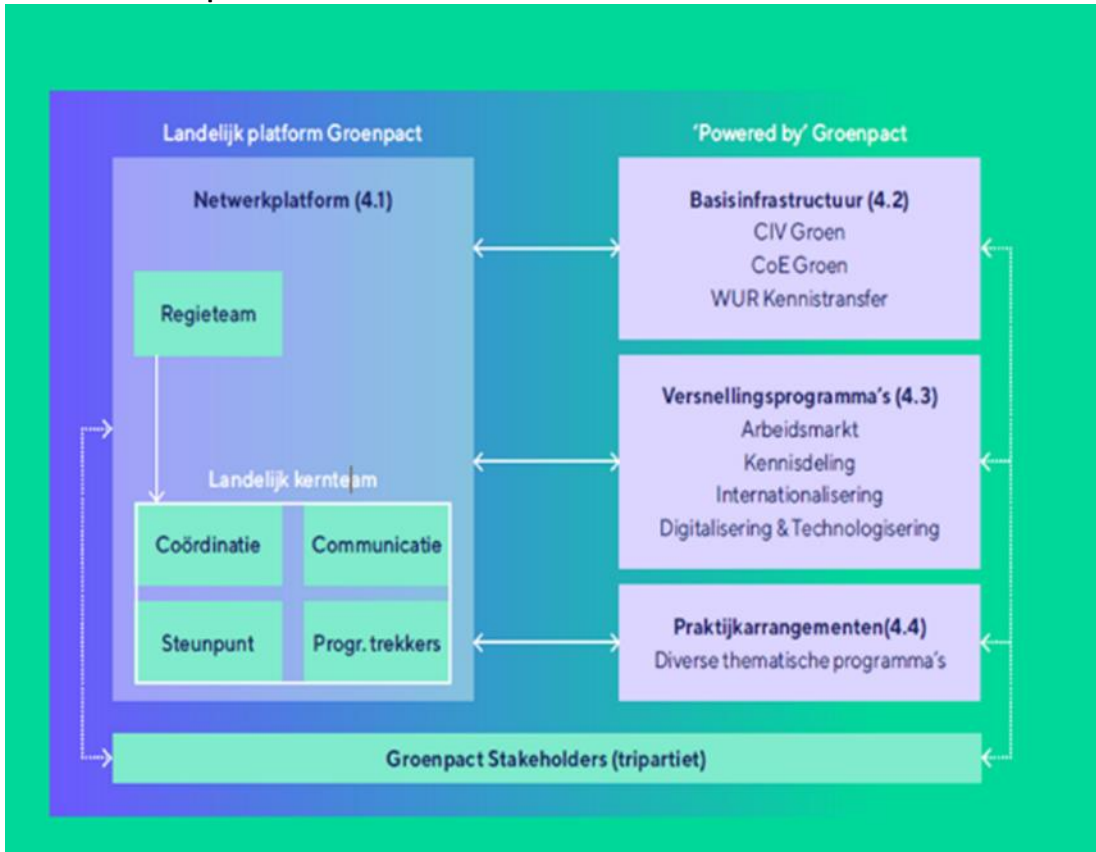 Landelijk platform Groenpact
Netwerkplatform (4.1)
Regieteam
Landelijk kernteam
Coördinatie
Communicatie
Steunpunt
Progr. trekkers
'Powered by' Groenpact
Basisinfrastructuur (4.2)
CIV Groen
CoE Groen
WUR Kennistransfer
Versnellingsprogramma's (4.3)
Arbeidsmarkt
Kennisdeling
Internationalisering
Digitalisering & Technologisering
Praktijkarrangementen(4.4)
Diverse thematische programma's
Groenpact Stakeholders (tripartiet)